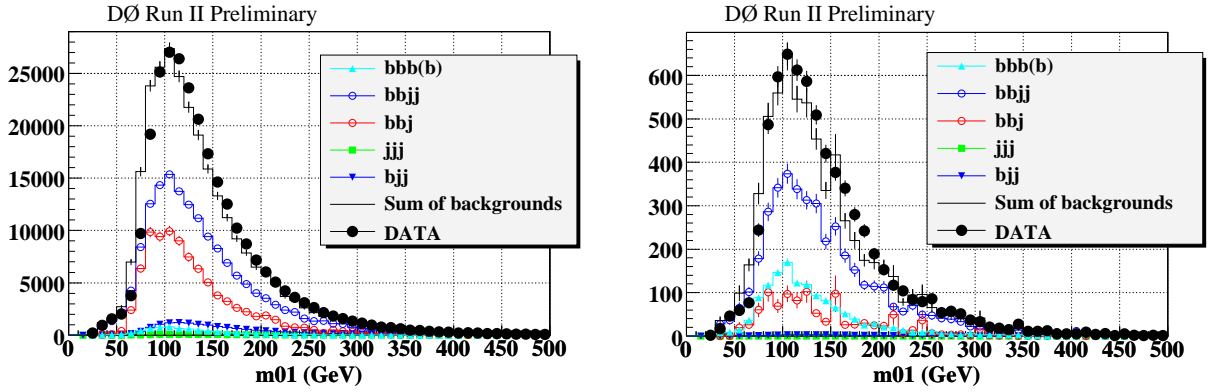 DØ Run II Preliminary
25000
20000
15000
10000
5000
0
0 50 100 150 200 250 300 350 400 450 500
m01 (GeV)
bbb(b)
bbjj
bbj
jjj
bjj
Sum of backgrounds
DATA
DØ Run II Preliminary
600
500
400
300
200
100
0
0 50 100 150 200 250 300 350 400 450 500
m01 (GeV)
bbb(b)
bbjj
bbj
jjj
bjj
Sum of backgrounds
DATA